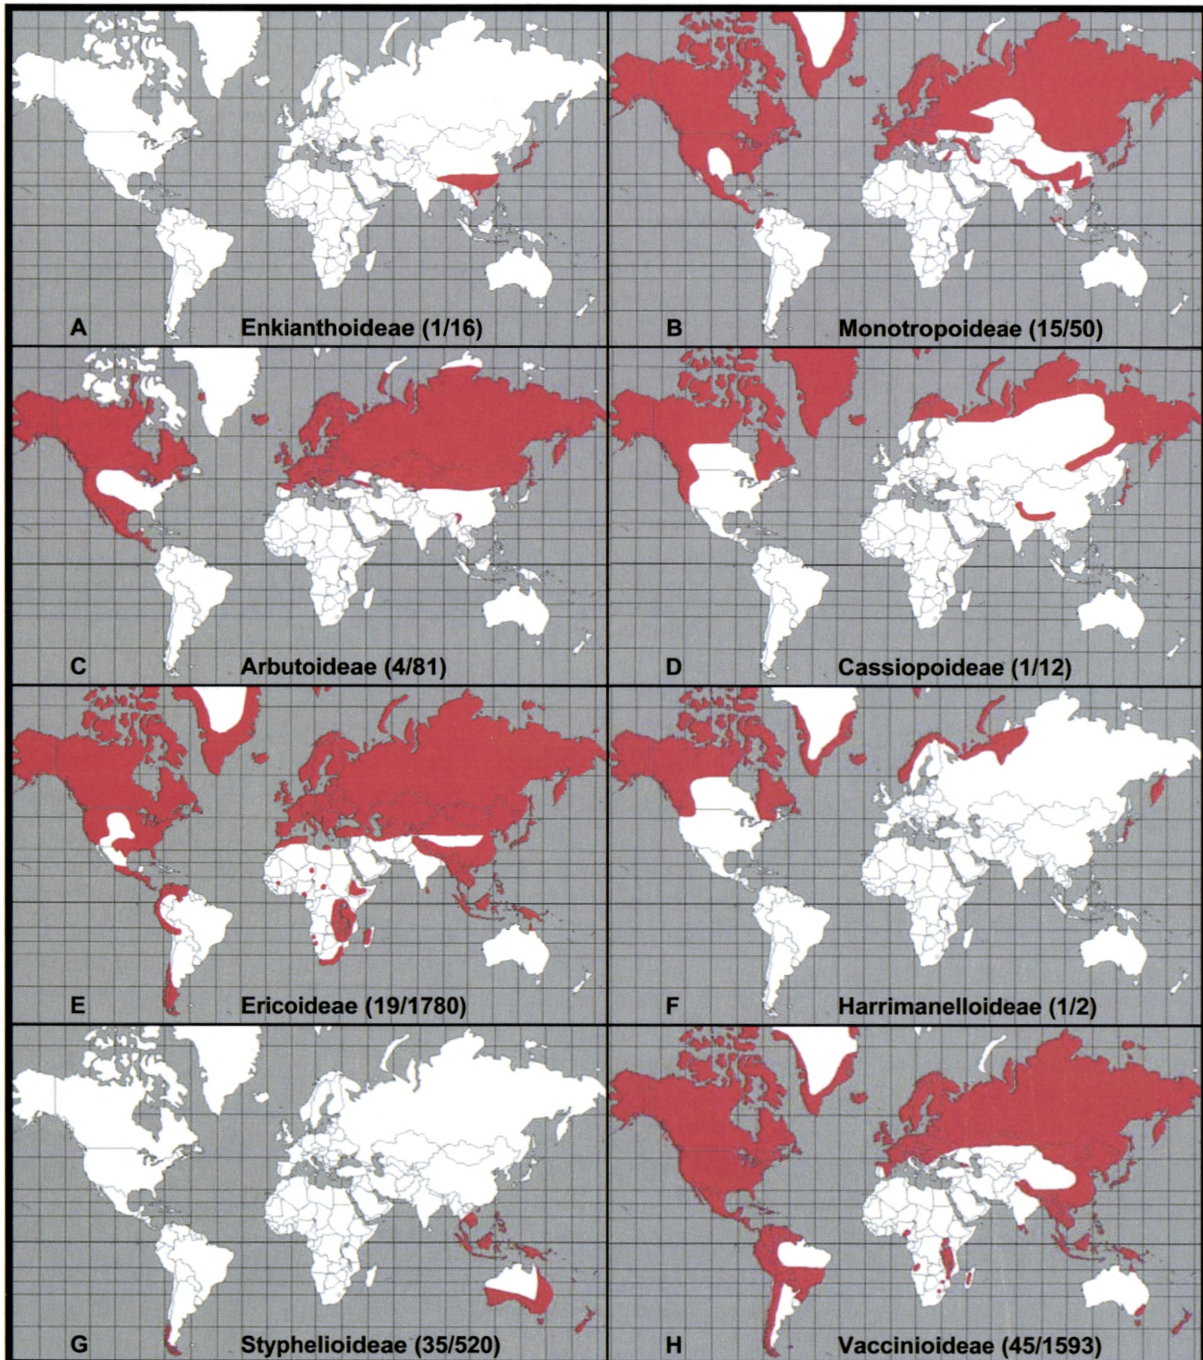 A Enkianthoideae (1/16)
B Monotropoideae (15/50)
C Arbutoideae (4/81)
D Cassiopoideae (1/12)
E Ericoideae (19/1780)
F Harrimanelloideae (1/2)
G Styphelioideae (35/520)
H Vaccinioideae (45/1593)